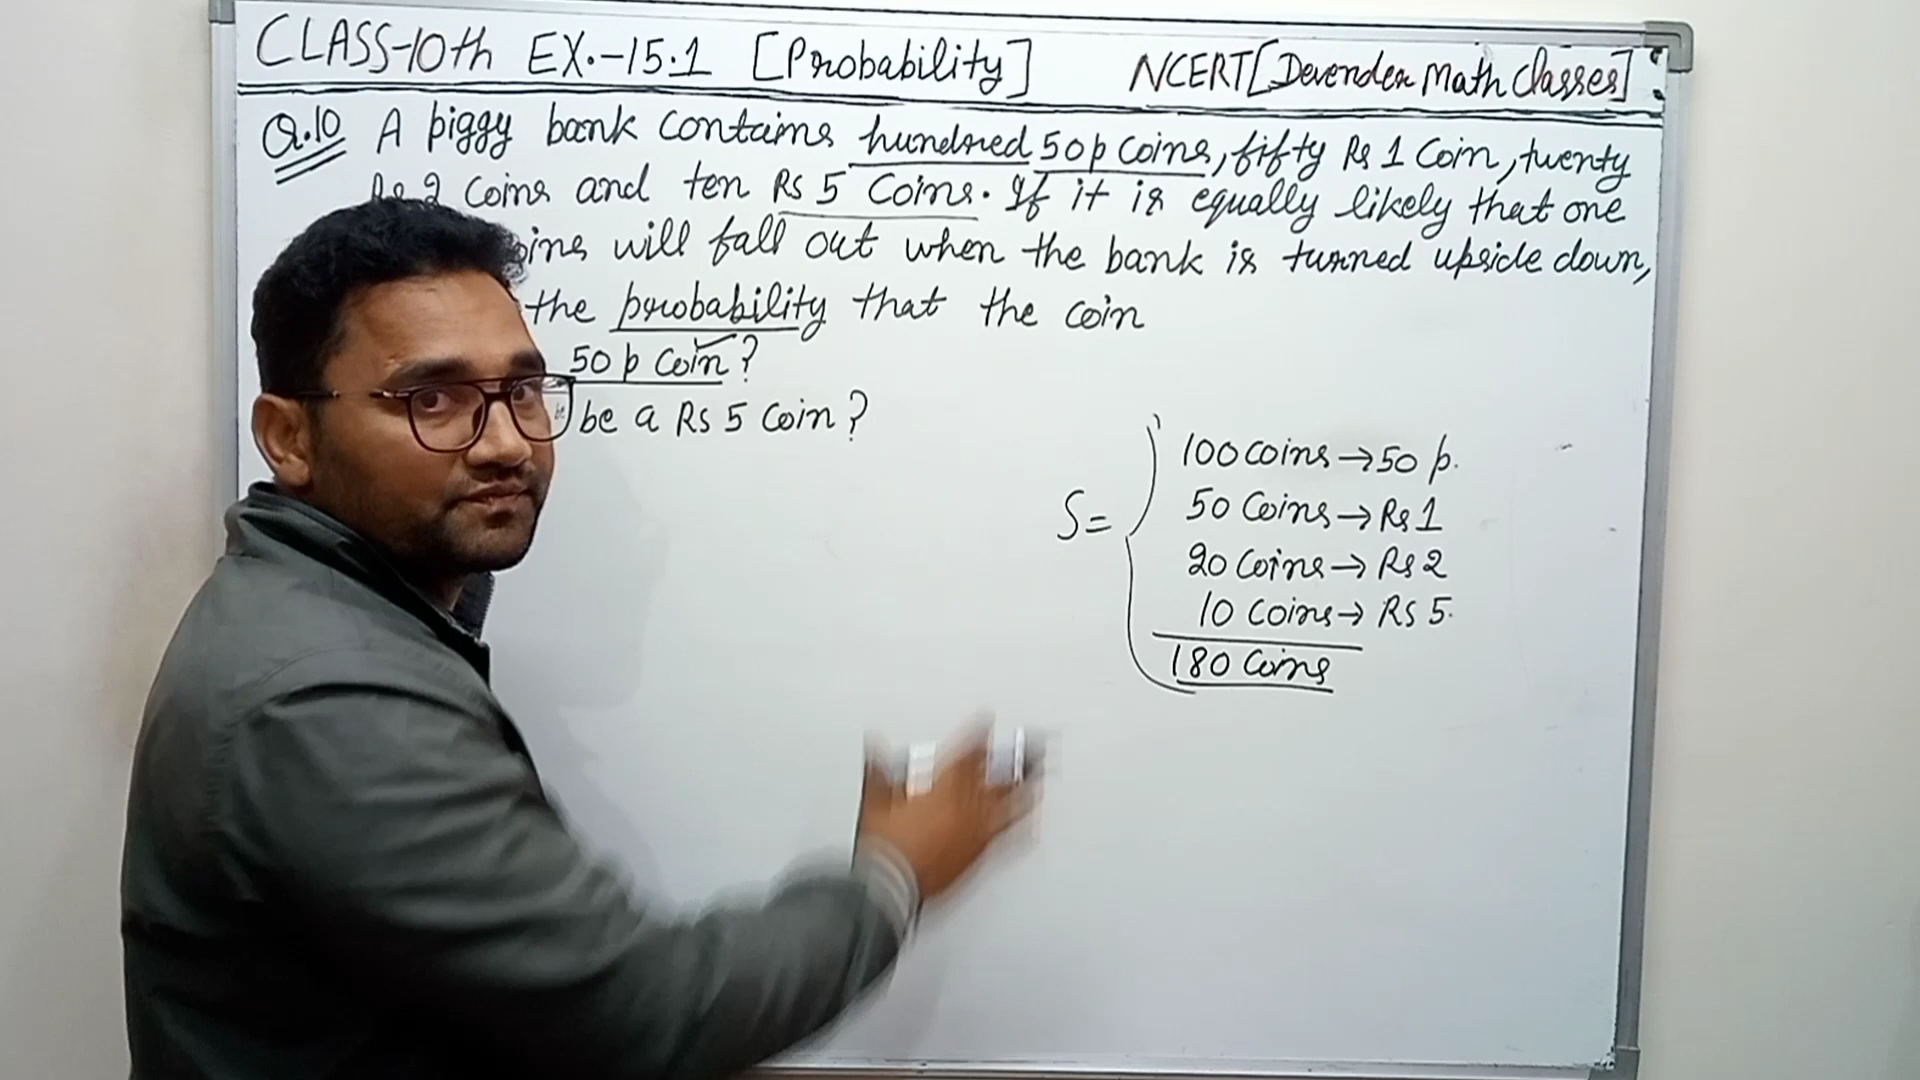 CLASS-10th EX.-15.1 [Probability] NCERT[Devender Math Classes]
Q.10 A piggy bank contains hundred 50p coins, fifty Rs 1 Coin, twenty
Rs 2 Coins and ten Rs 5 Coins. If it is equally likely that one
will fall out when the bank is turned upside down,
the probability that the coin
50 p Coin?
be a Rs 5 Coin?
S=
100 coins → 50 p.
50 Coins → Rs 1
20 Coins → Rs 2
10 Coins → Rs 5.
180 Coins